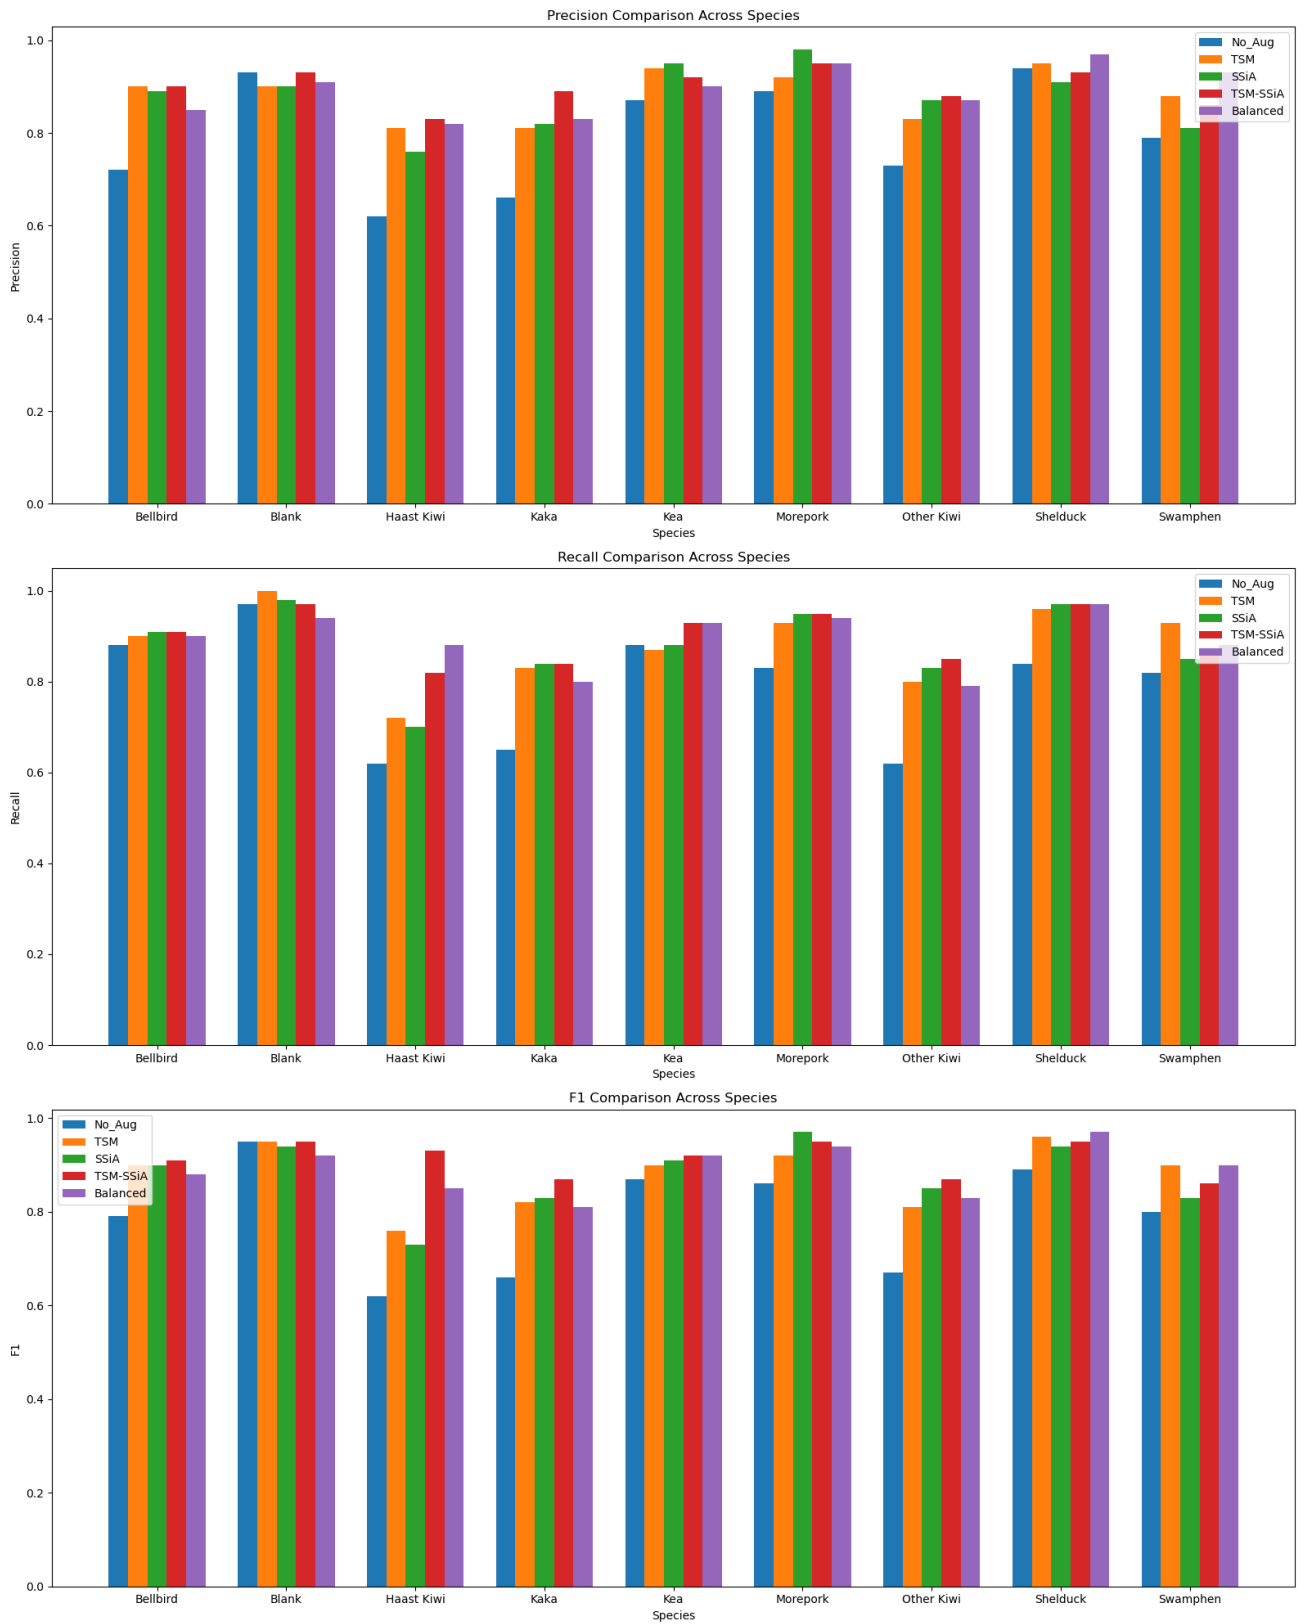 Precision Comparison Across Species
1.0
0.8
0.6
0.4
0.2
0.0
Precision
No_Aug
TSM
SSiA
TSM-SSiA
Balanced
Bellbird Blank Haast Kiwi Kaka Kea Morepork Other Kiwi Shelduck Swamphen
Species
Recall Comparison Across Species
1.0
0.8
0.6
0.4
0.2
0.0
Recall
No_Aug
TSM
SSiA
TSM-SSiA
Balanced
Bellbird Blank Haast Kiwi Kaka Kea Morepork Other Kiwi Shelduck Swamphen
Species
F1 Comparison Across Species
1.0
0.8
0.6
0.4
0.2
0.0
F1
No_Aug
TSM
SSiA
TSM-SSiA
Balanced
Bellbird Blank Haast Kiwi Kaka Kea Morepork Other Kiwi Shelduck Swamphen
Species